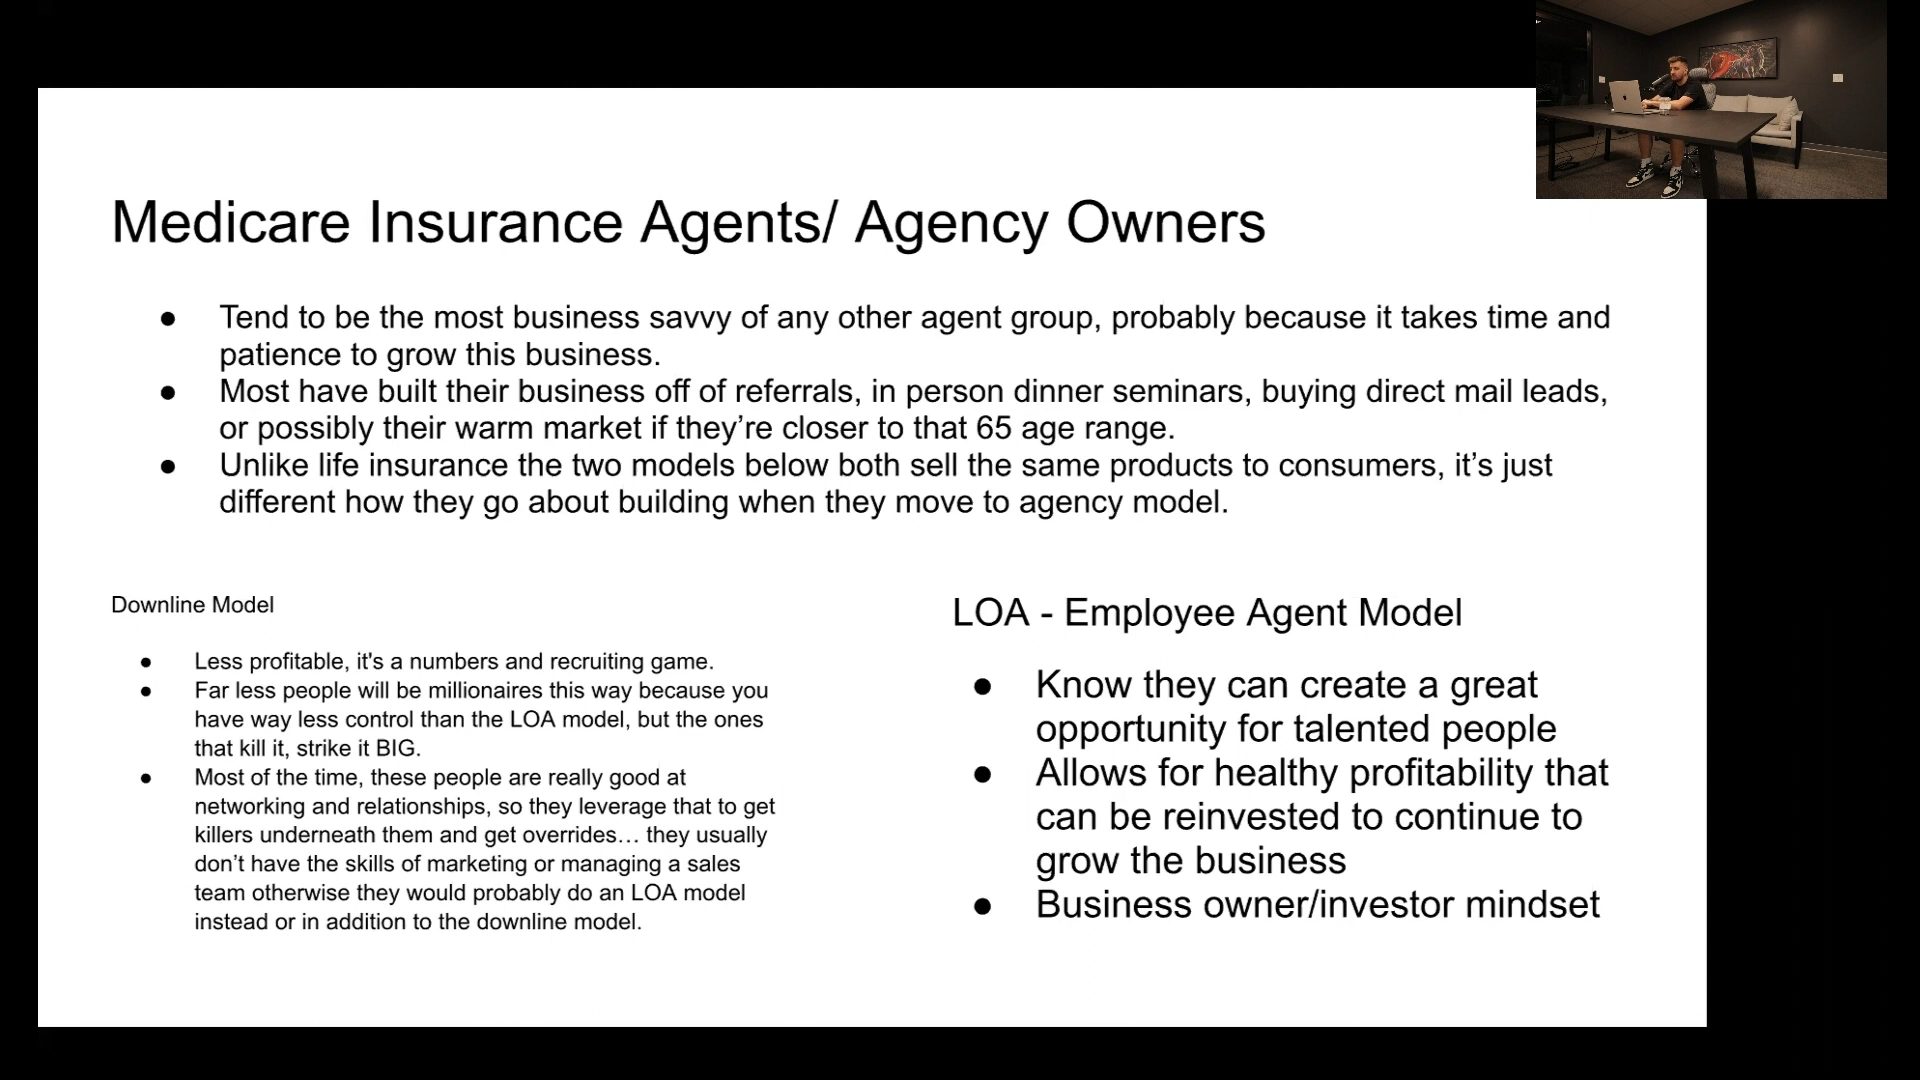 Medicare Insurance Agents/ Agency Owners
● Tend to be the most business savvy of any other agent group, probably because it takes time and
patience to grow this business.
● Most have built their business off of referrals, in person dinner seminars, buying direct mail leads,
or possibly their warm market if they’re closer to that 65 age range.
● Unlike life insurance the two models below both sell the same products to consumers, it’s just
different how they go about building when they move to agency model.
Downline Model
● Less profitable, it's a numbers and recruiting game.
● Far less people will be millionaires this way because you
have way less control than the LOA model, but the ones
that kill it, strike it BIG.
● Most of the time, these people are really good at
networking and relationships, so they leverage that to get
killers underneath them and get overrides… they usually
don’t have the skills of marketing or managing a sales
team otherwise they would probably do an LOA model
instead or in addition to the downline model.
LOA - Employee Agent Model
● Know they can create a great
opportunity for talented people
● Allows for healthy profitability that
can be reinvested to continue to
grow the business
● Business owner/investor mindset